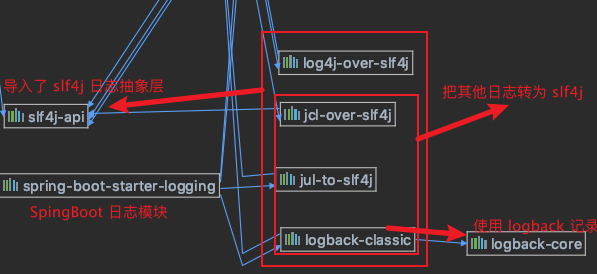 log4j-over-slf4j
导入了 slf4j 日志抽象层
把其他日志转为 slf4j
slf4j-api
jcl-over-slf4j
spring-boot-starter-logging
jul-to-slf4j
SpingBoot 日志模块
使用 logback 记录
logback-classic
logback-core